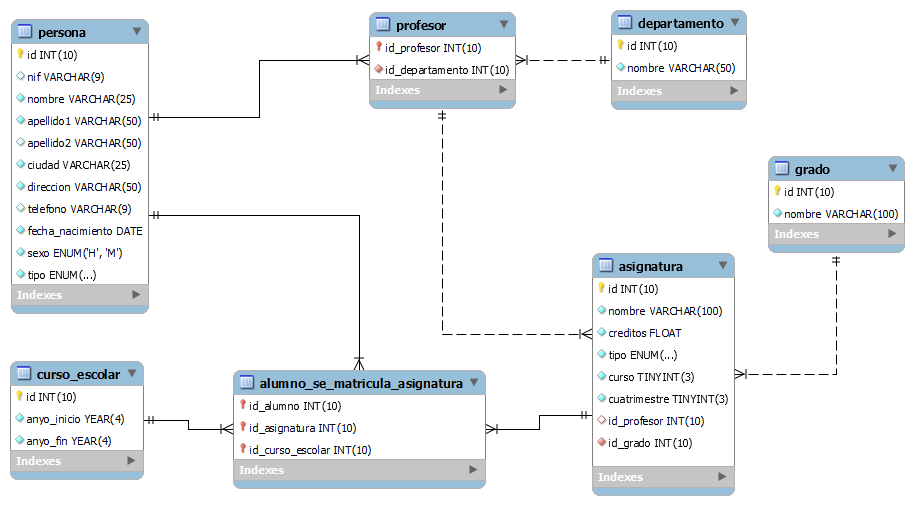 persona
id INT(10)
nif VARCHAR(9)
nombre VARCHAR(25)
apellido1 VARCHAR(50)
apellido2 VARCHAR(50)
ciudad VARCHAR(25)
direccion VARCHAR(50)
telefono VARCHAR(9)
fecha_nacimiento DATE
sexo ENUM('H', 'M')
tipo ENUM(...)
Indexes
profesor
id_profesor INT(10)
id_departamento INT(10)
Indexes
departamento
id INT(10)
nombre VARCHAR(50)
Indexes
grado
id INT(10)
nombre VARCHAR(100)
Indexes
asignatura
id INT(10)
nombre VARCHAR(100)
creditos FLOAT
tipo ENUM(...)
curso TINYINT(3)
cuatrimestre TINYINT(3)
id_profesor INT(10)
id_grado INT(10)
Indexes
curso_escolar
id INT(10)
anyo_inicio YEAR(4)
anyo_fin YEAR(4)
Indexes
alumno_se_matricula_asignatura
id_alumno INT(10)
id_asignatura INT(10)
id_curso_escolar INT(10)
Indexes